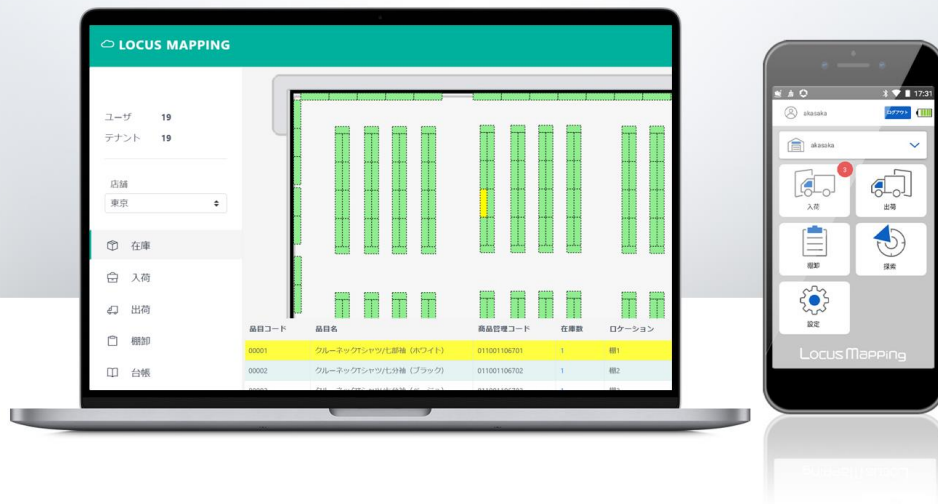 LOCUS MAPPING
ユーザ 19
テナント 19
店舗
東京
在庫
入荷
出荷
棚卸
台帳
品目コード 品目名 商品管理コード 在庫数 ロケーション
00001 クルーネックTシャツ/七部袖（ホワイト） 011001106701 1 棚1
00002 クルーネックTシャツ/七分袖（ブラック） 011001106702 1 棚2
17:31
akasaka ログアウト
akasaka
3
入荷 出荷
棚卸 探索
設定
Locus Mapping